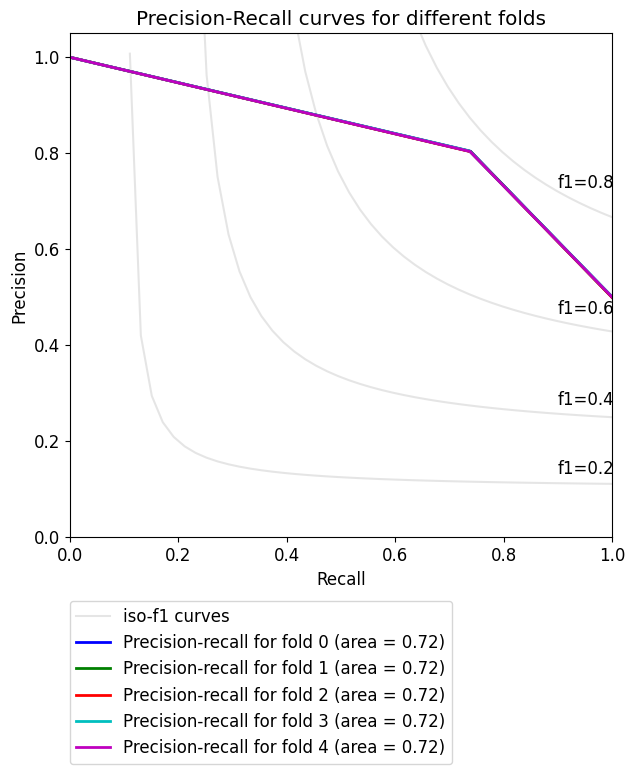 Precision-Recall curves for different folds
1.0
0.8
0.6
0.4
0.2
0.0
Precision
f1=0.8
f1=0.6
f1=0.4
f1=0.2
0.0 0.2 0.4 0.6 0.8 1.0
Recall
iso-f1 curves
Precision-recall for fold 0 (area = 0.72)
Precision-recall for fold 1 (area = 0.72)
Precision-recall for fold 2 (area = 0.72)
Precision-recall for fold 3 (area = 0.72)
Precision-recall for fold 4 (area = 0.72)